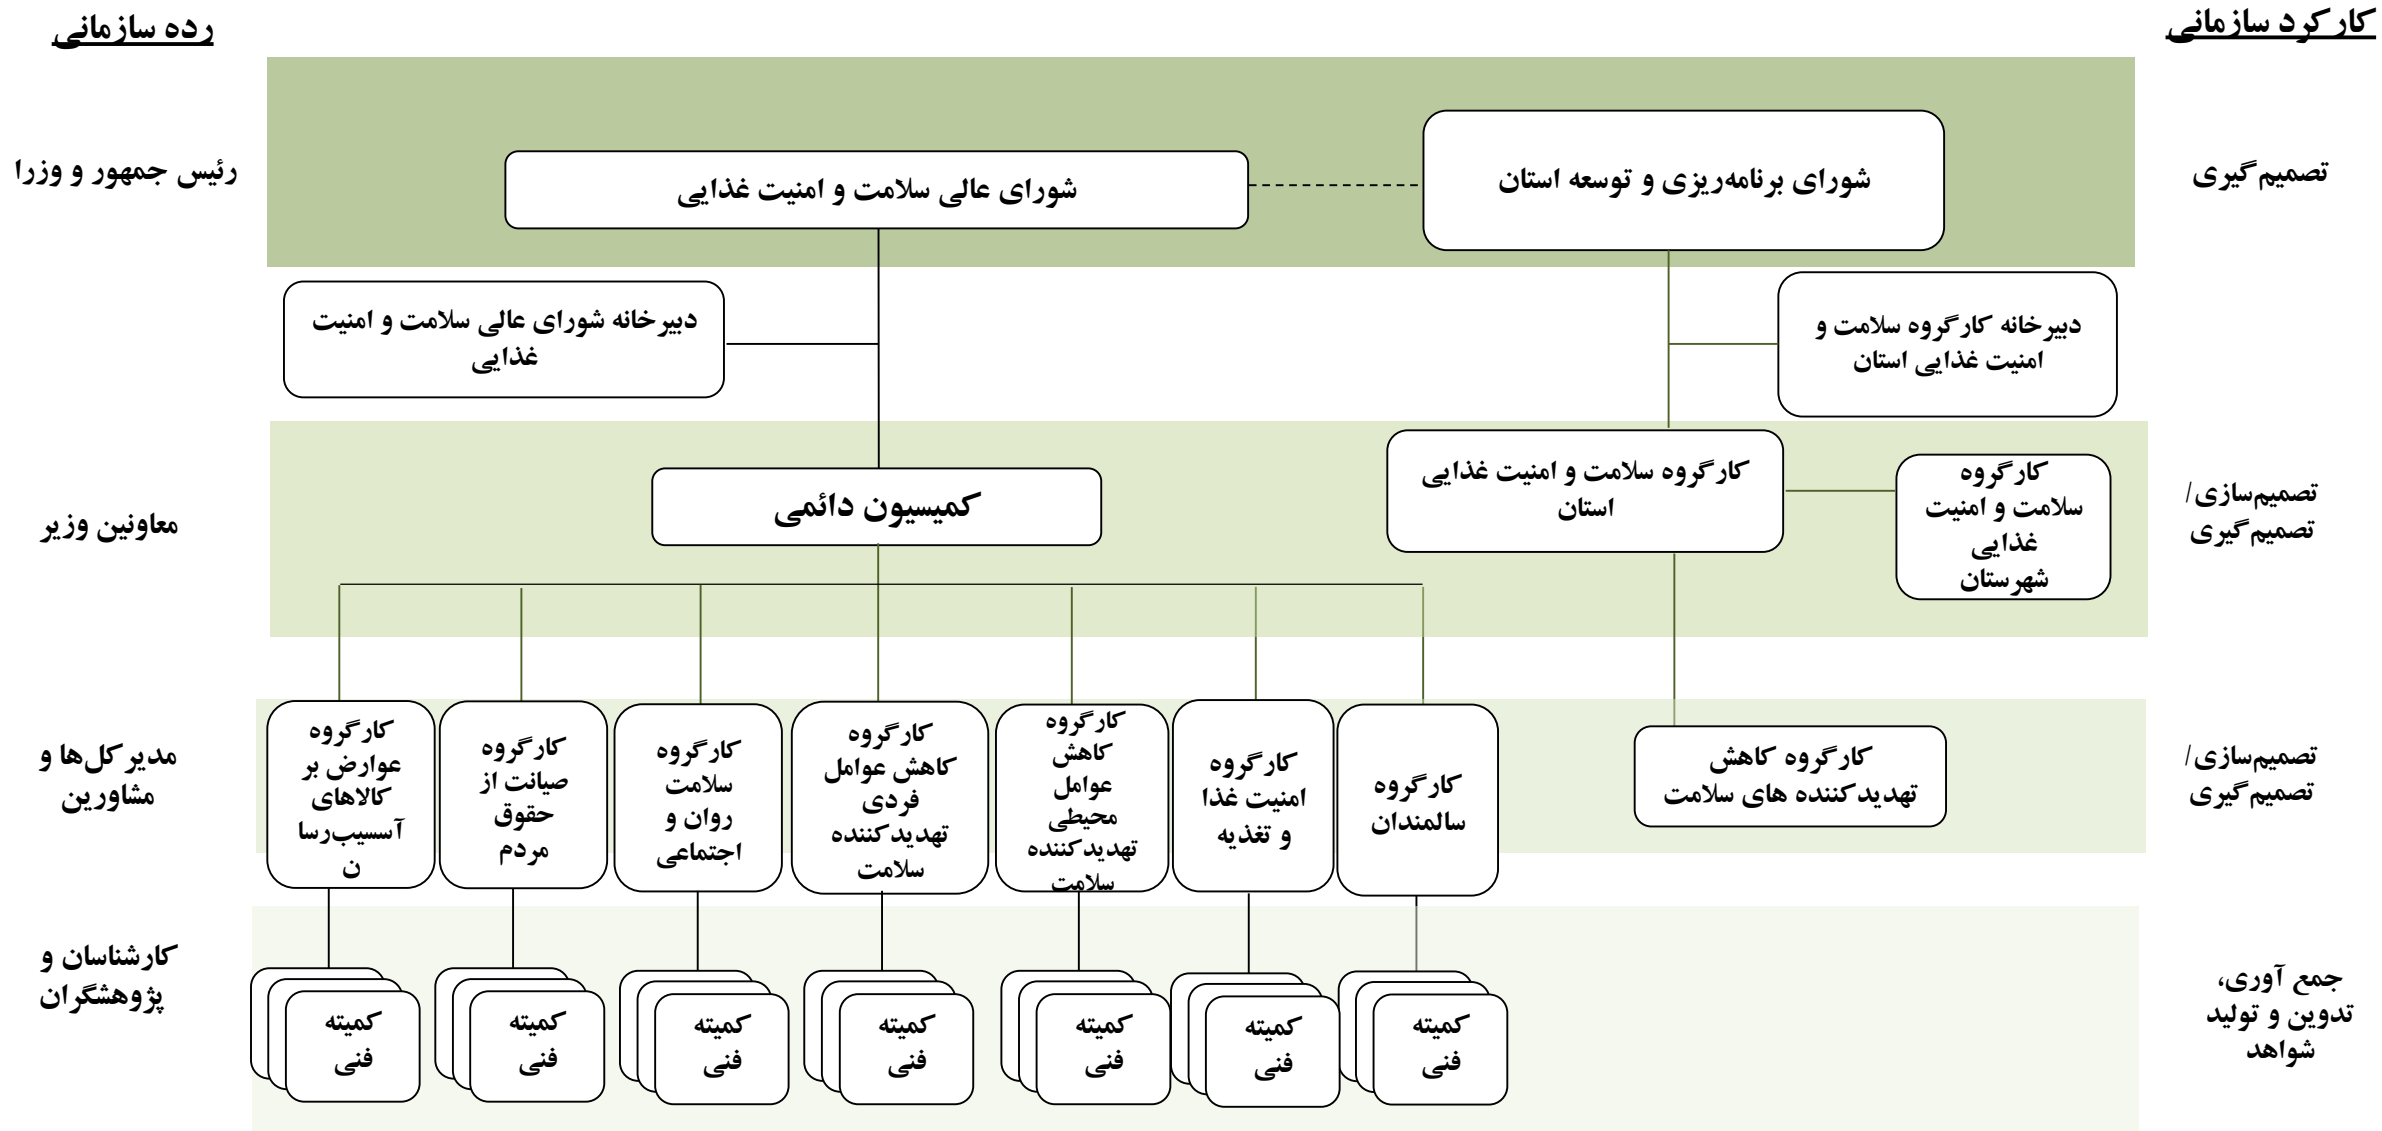 کارکرد سازمانی
رده سازمانی
تصمیم‌گیری
شورای برنامه‌ریزی و توسعه استان
شورای عالی سلامت و امنیت غذایی
رئیس جمهور و وزرا
دبیرخانه کارگروه سلامت و
امنیت غذایی استان
دبیرخانه شورای عالی سلامت و امنیت
غذایی
تصمیم‌سازی/
تصمیم‌گیری
کارگروه
سلامت و امنیت
غذایی
شهرستان
کارگروه سلامت و امنیت غذایی
استان
کمیسیون دائمی
معاونین وزیر
تصمیم‌سازی/
تصمیم‌گیری
کارگروه کاهش
تهدیدکننده های سلامت
کارگروه
سالمندان
کارگروه
امنیت غذا
و تغذیه
کارگروه
کاهش
عوامل
محیطی
تهدیدکننده
سلامت
کارگروه
کاهش عوامل
فردی
تهدیدکننده
سلامت
کارگروه
سلامت
روان و
اجتماعی
کارگروه
صیانت از
حقوق
مردم
کارگروه
عوارض بر
کالاهای
آسسیب‌رسا
ن
مدیرکل‌ها و
مشاورین
جمع آوری،
تدوین و تولید
شواهد
کمیته
فنی
کمیته
فنی
کمیته
فنی
کمیته
فنی
کمیته
فنی
کمیته
فنی
کمیته
فنی
کارشناسان و
پژوهشگران